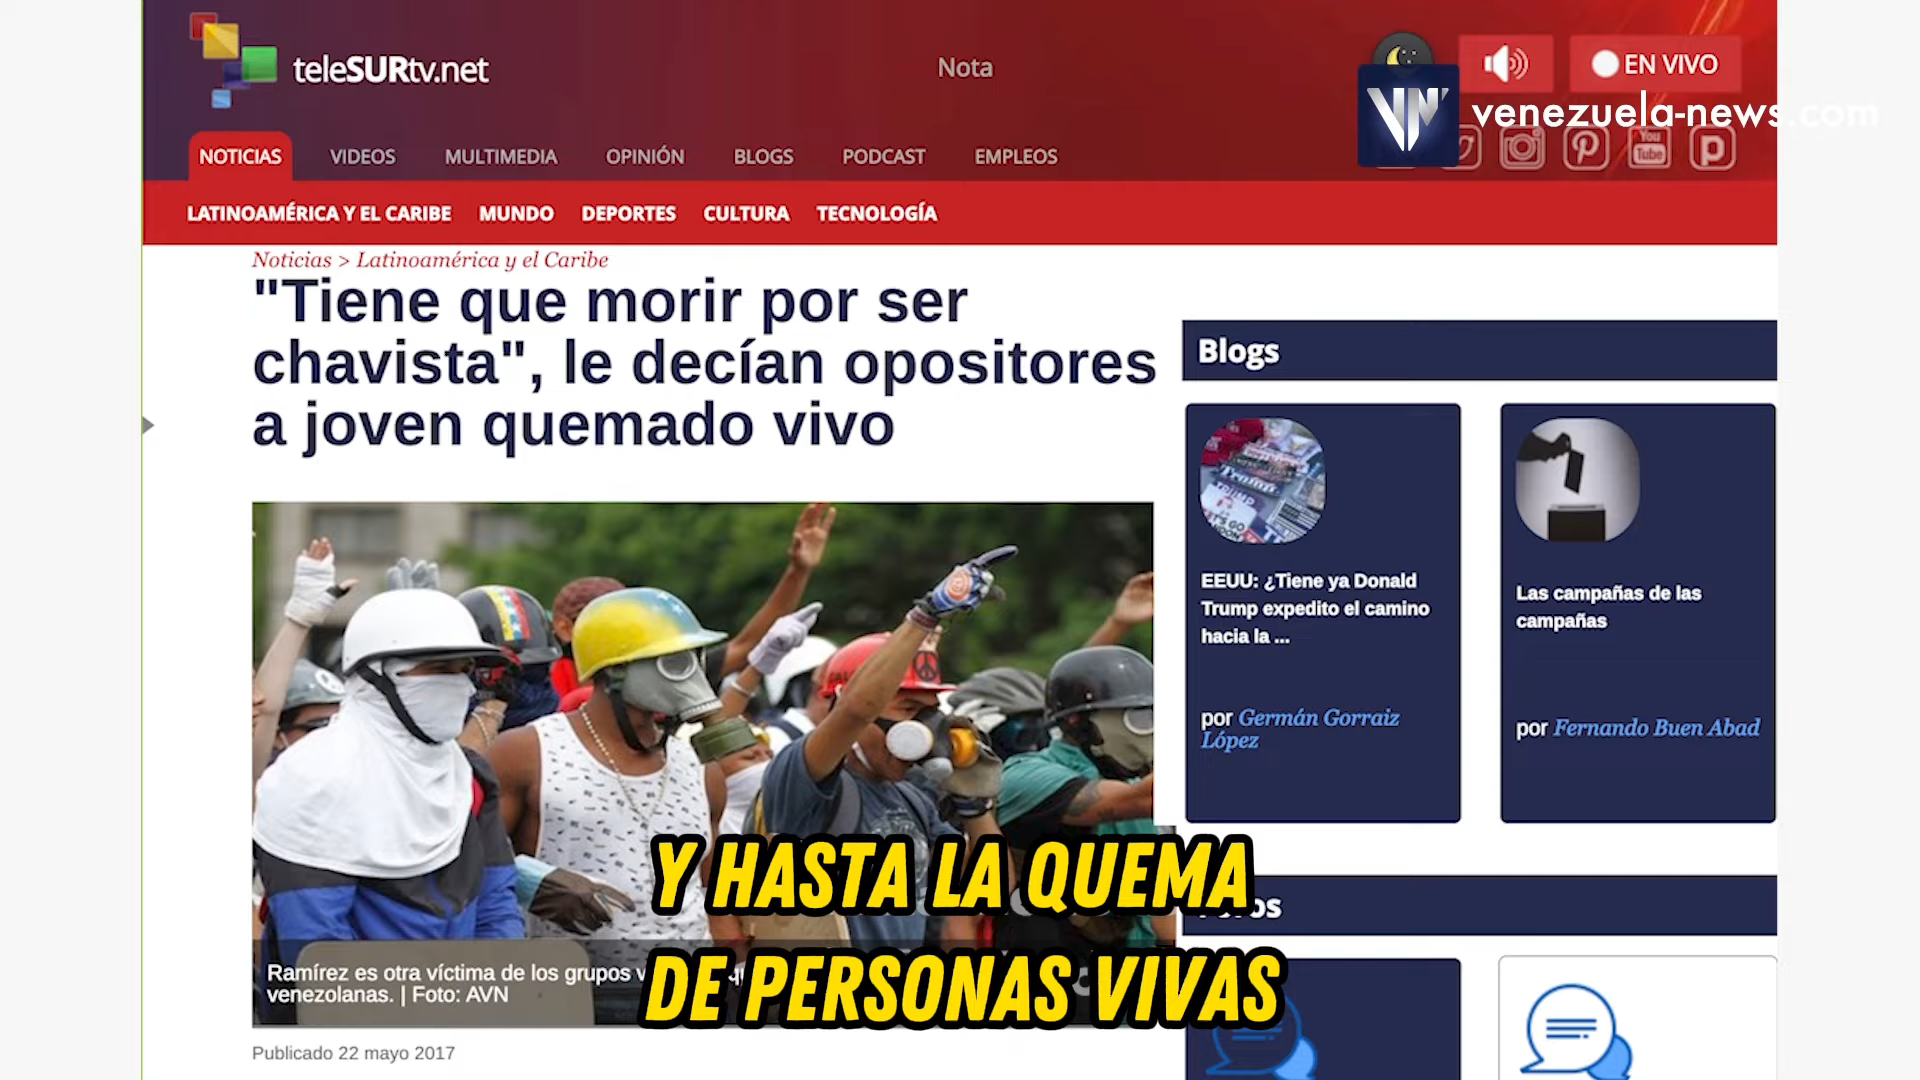 teleSURtv.net
Nota
EN VIVO
venezuela-news.com
NOTICIAS
VIDEOS
MULTIMEDIA
OPINIÓN
BLOGS
PODCAST
EMPLEOS
LATINOAMÉRICA Y EL CARIBE
MUNDO
DEPORTES
CULTURA
TECNOLOGÍA
Noticias > Latinoamérica y el Caribe
"Tiene que morir por ser
chavista", le decían opositores
a joven quemado vivo
Blogs
EEUU: ¿Tiene ya Donald
Trump expedito el camino
hacia la ...
por Germán Gorraiz
López
Las campañas de las
campañas
por Fernando Buen Abad
Ramírez es otra víctima de los grupos
venezolanas. | Foto: AVN
Publicado 22 mayo 2017
Y HASTA LA QUEMA
DE PERSONAS VIVAS